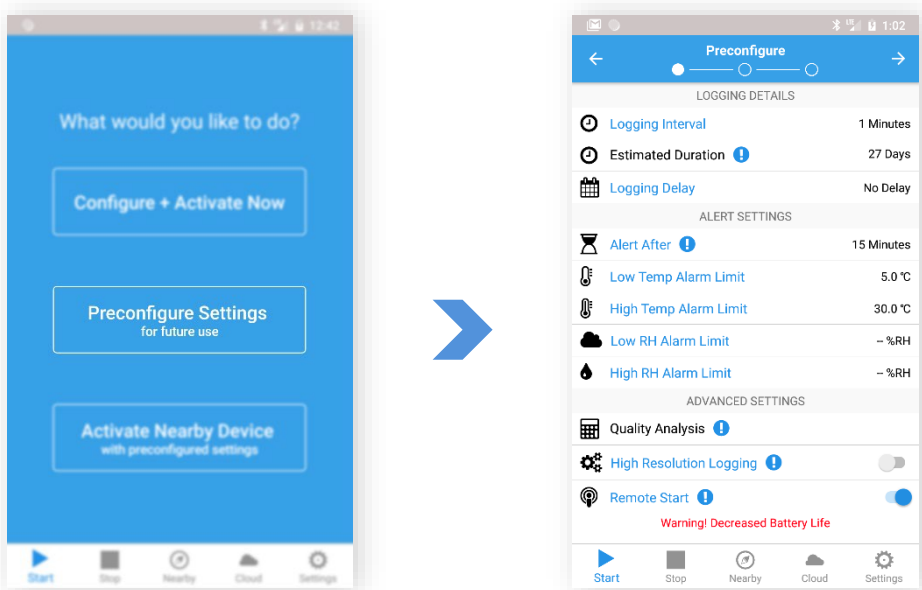 12:42
What would you like to do?
Configure + Activate Now
Preconfigure Settings
for future use
Activate Nearby Device
with preconfigured settings
Start Stop Nearby Cloud Settings
1:02
Preconfigure
LOGGING DETAILS
Logging Interval 1 Minutes
Estimated Duration 27 Days
Logging Delay No Delay
ALERT SETTINGS
Alert After 15 Minutes
Low Temp Alarm Limit 5.0 ℃
High Temp Alarm Limit 30.0 ℃
Low RH Alarm Limit -- %RH
High RH Alarm Limit -- %RH
ADVANCED SETTINGS
Quality Analysis
High Resolution Logging
Remote Start
Warning! Decreased Battery Life
Start Stop Nearby Cloud Settings